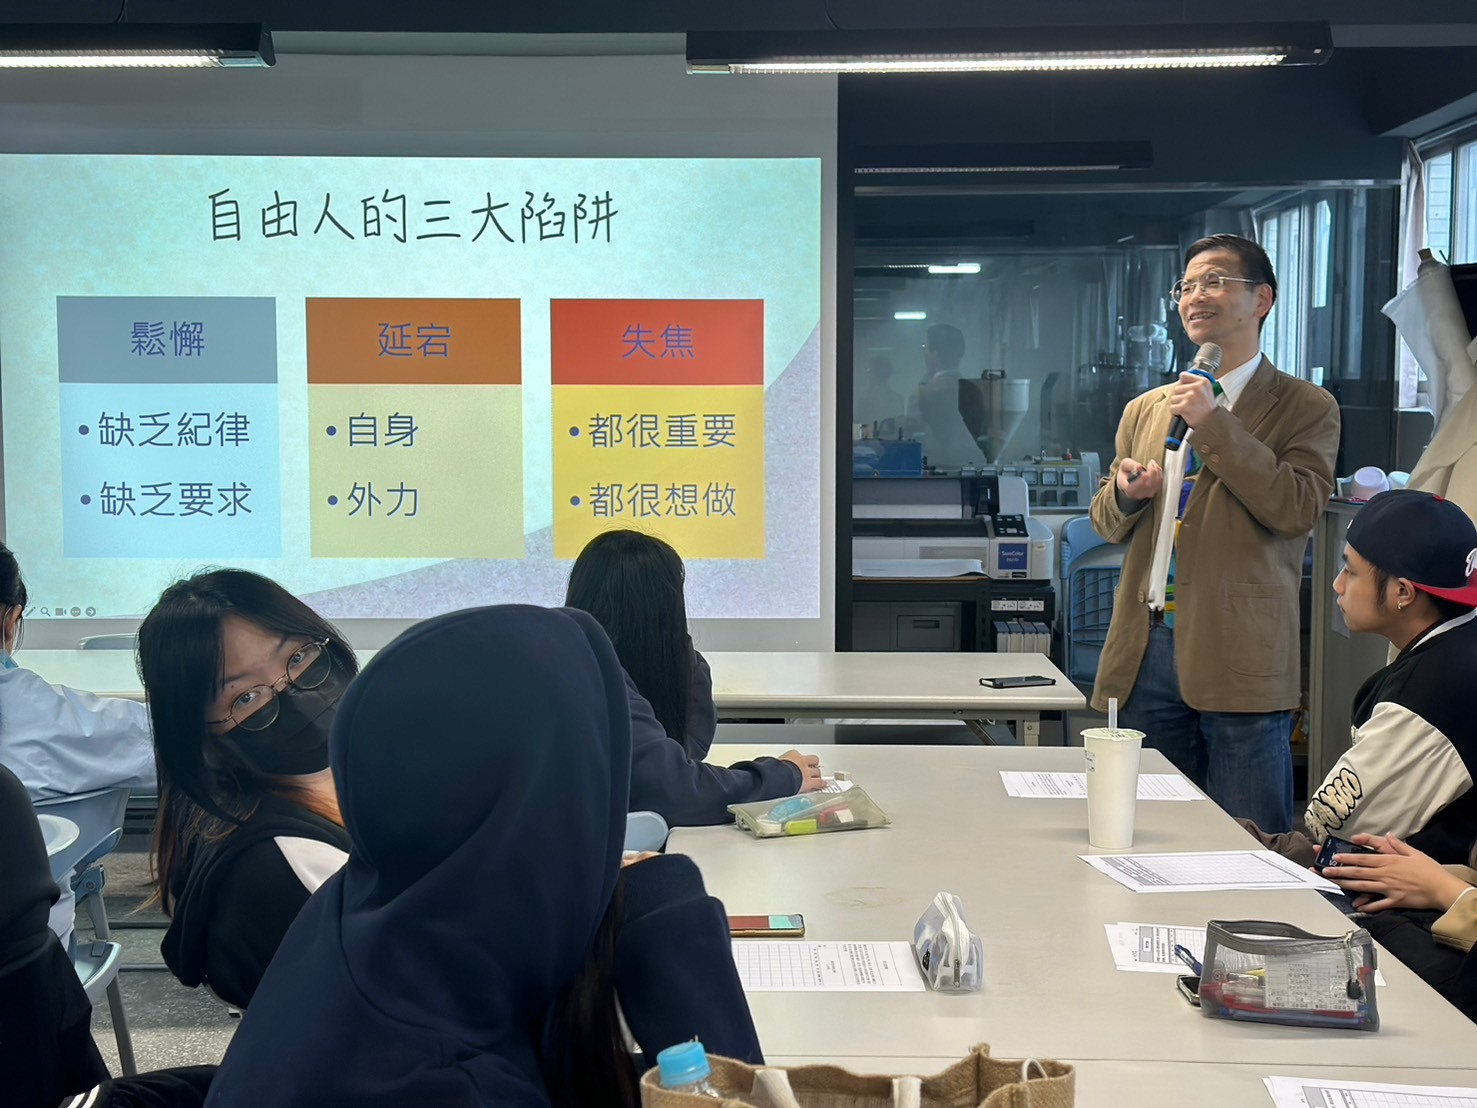 自由人的三大陷阱
鬆懈
• 缺乏紀律
• 缺乏要求
延宕
• 自身
• 外力
失焦
• 都很重要
• 都很想做
SureColor